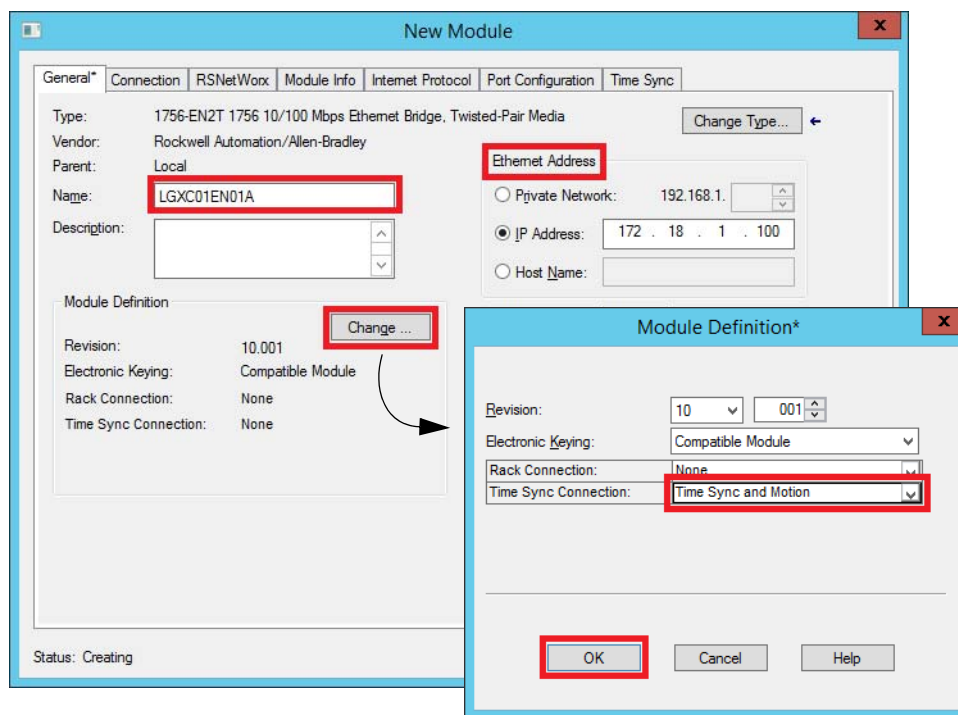 New Module
x
General* Connection RSNetWorx Module Info Internet Protocol Port Configuration Time Sync
Type: 1756-EN2T 1756 10/100 Mbps Ethernet Bridge, Twisted-Pair Media
Change Type...
Vendor: Rockwell Automation/Allen-Bradley
Parent: Local
Name: LGXC01EN01A
Description:
Ethernet Address
Private Network: 192.168.1.
IP Address: 172 . 18 . 1 . 100
Host Name:
Module Definition
Change ...
Revision: 10.001
Electronic Keying: Compatible Module
Rack Connection: None
Time Sync Connection: None
Status: Creating
Module Definition*
x
Revision: 10 001
Electronic Keying: Compatible Module
Rack Connection: None
Time Sync Connection: Time Sync and Motion
OK Cancel Help